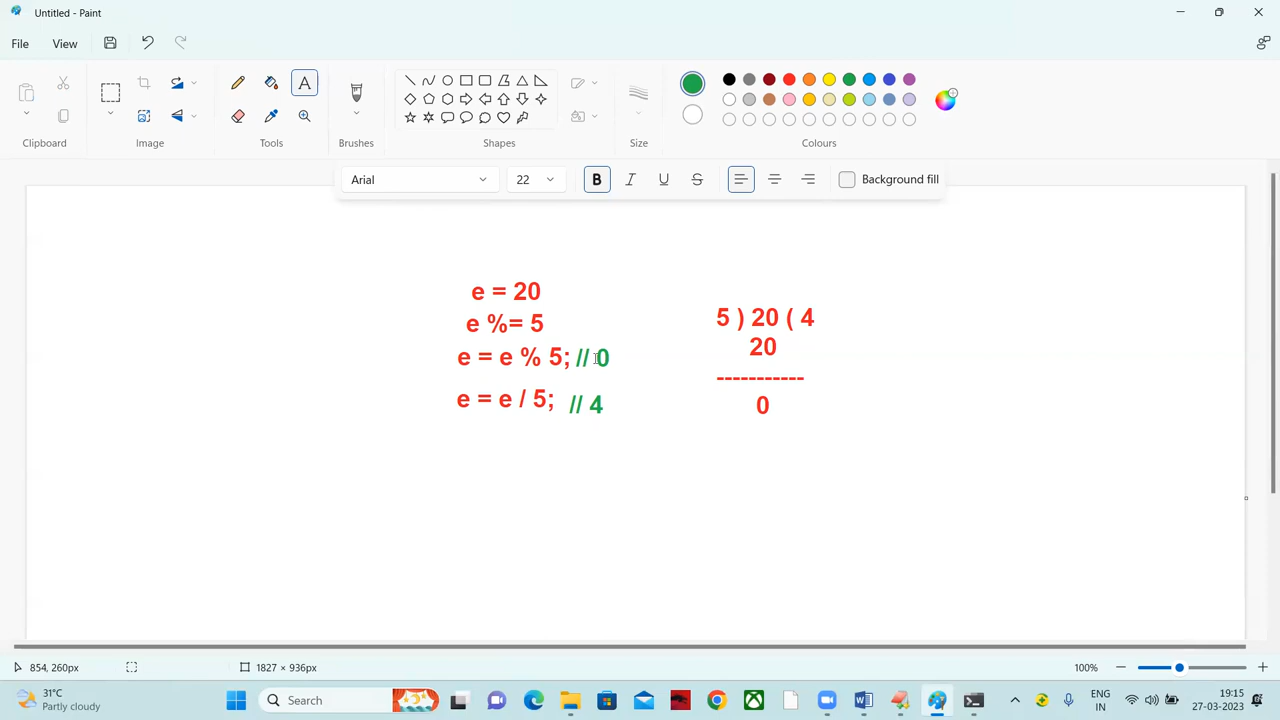 Untitled - Paint
File View
Clipboard Image Tools Brushes Shapes Size Colours
Arial 22 B I U S Background fill
e = 20
e %= 5
e = e % 5; // 0
e = e / 5; // 4
5 ) 20 ( 4
20
-----------
0
854, 260px 1827 × 936px 100%
31°C
Partly cloudy
Search
ENG
IN
19:15
27-03-2023